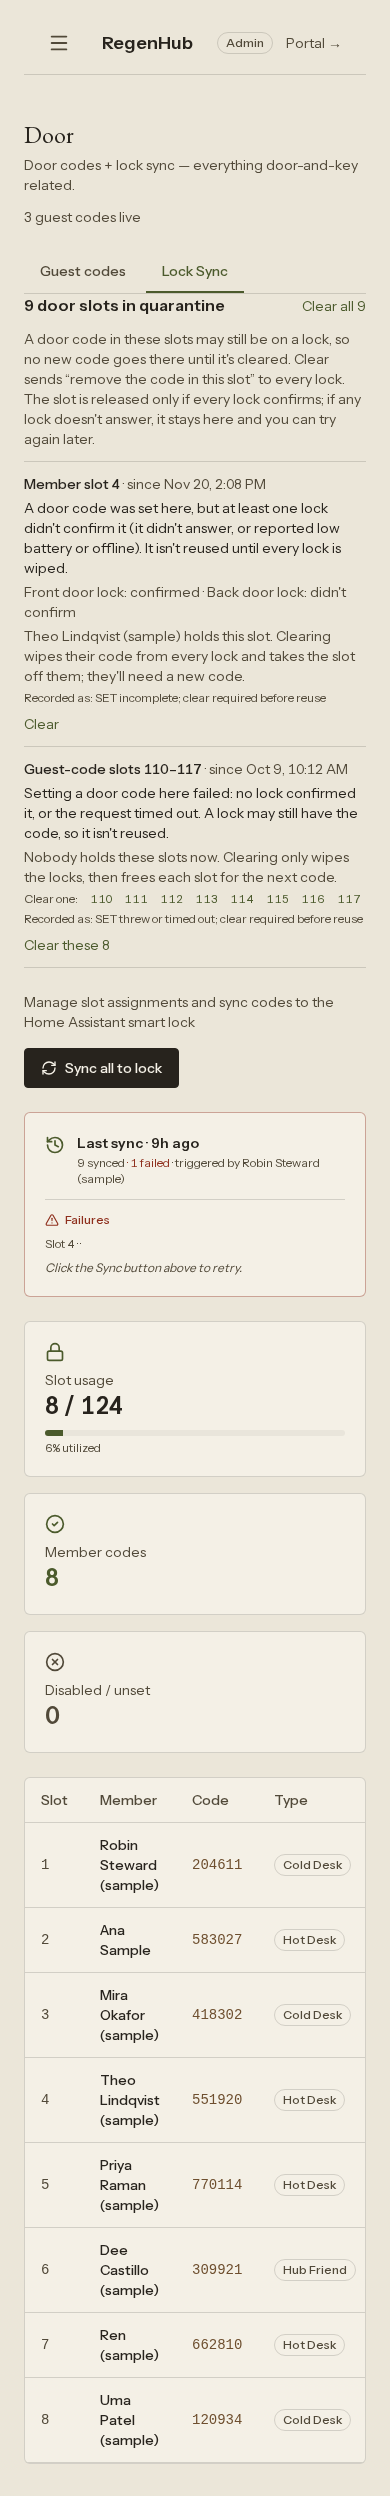 RegenHub Admin Portal →
Door
Door codes + lock sync — everything door-and-key
related.
3 guest codes live
Guest codes Lock Sync
9 door slots in quarantine Clear all 9
A door code in these slots may still be on a lock, so
no new code goes there until it's cleared. Clear
sends “remove the code in this slot” to every lock.
The slot is released only if every lock confirms; if any
lock doesn't answer, it stays here and you can try
again later.
Member slot 4 · since Nov 20, 2:08 PM
A door code was set here, but at least one lock
didn't confirm it (it didn't answer, or reported low
battery or offline). It isn't reused until every lock is
wiped.
Front door lock: confirmed · Back door lock: didn't
confirm
Theo Lindqvist (sample) holds this slot. Clearing
wipes their code from every lock and takes the slot
off them; they'll need a new code.
Recorded as: SET incomplete; clear required before reuse
Clear
Guest-code slots 110–117 · since Oct 9, 10:12 AM
Setting a door code here failed: no lock confirmed
it, or the request timed out. A lock may still have the
code, so it isn't reused.
Nobody holds these slots now. Clearing only wipes
the locks, then frees each slot for the next code.
Clear one: 110 111 112 113 114 115 116 117
Recorded as: SET threw or timed out; clear required before reuse
Clear these 8
Manage slot assignments and sync codes to the
Home Assistant smart lock
Sync all to lock
Last sync · 9h ago
9 synced · 1 failed · triggered by Robin Steward
(sample)
Failures
Slot 4 · ·
Click the Sync button above to retry.
Slot usage
8 / 124
6% utilized
Member codes
8
Disabled / unset
0
Slot Member Code Type
1 Robin Steward (sample) 204611 Cold Desk
2 Ana Sample 583027 Hot Desk
3 Mira Okafor (sample) 418302 Cold Desk
4 Theo Lindqvist (sample) 551920 Hot Desk
5 Priya Raman (sample) 770114 Hot Desk
6 Dee Castillo (sample) 309921 Hub Friend
7 Ren (sample) 662810 Hot Desk
8 Uma Patel (sample) 120934 Cold Desk